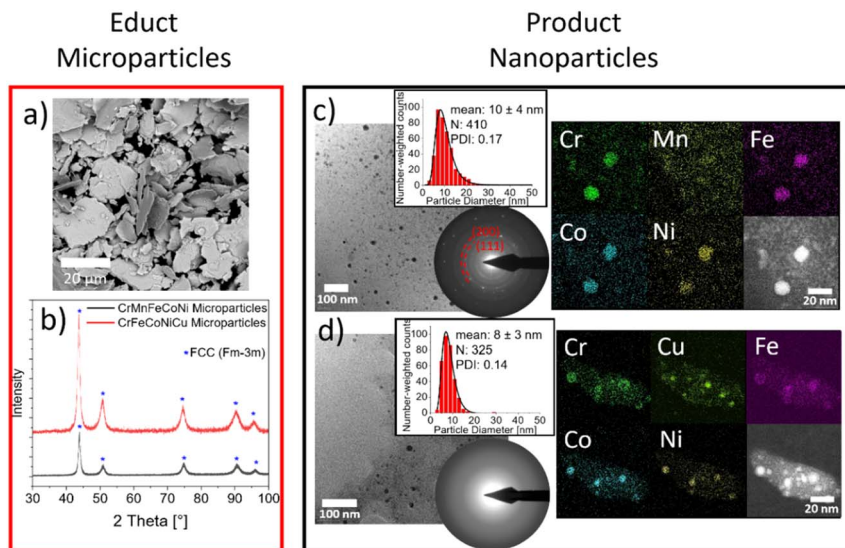 Educt
Microparticles
Product
Nanoparticles
a)
20 µm
b)
CrMnFeCoNi Microparticles
CrFeCoNiCu Microparticles
*FCC (Fm-3m)
Intensity
30 40 50 60 70 80 90 100
2 Theta [°]
c)
Number-weighted counts
100
80
60
40
20
0
mean: 10 ± 4 nm
N: 410
PDI: 0.17
0 10 20 30 40 50
Particle Diameter [nm]
(200)
(111)
100 nm
Cr Mn Fe
Co Ni
20 nm
d)
Number-weighted counts
100
80
60
40
20
0
mean: 8 ± 3 nm
N: 325
PDI: 0.14
0 10 20 30 40 50
Particle Diameter [nm]
100 nm
Cr Cu Fe
Co Ni
20 nm